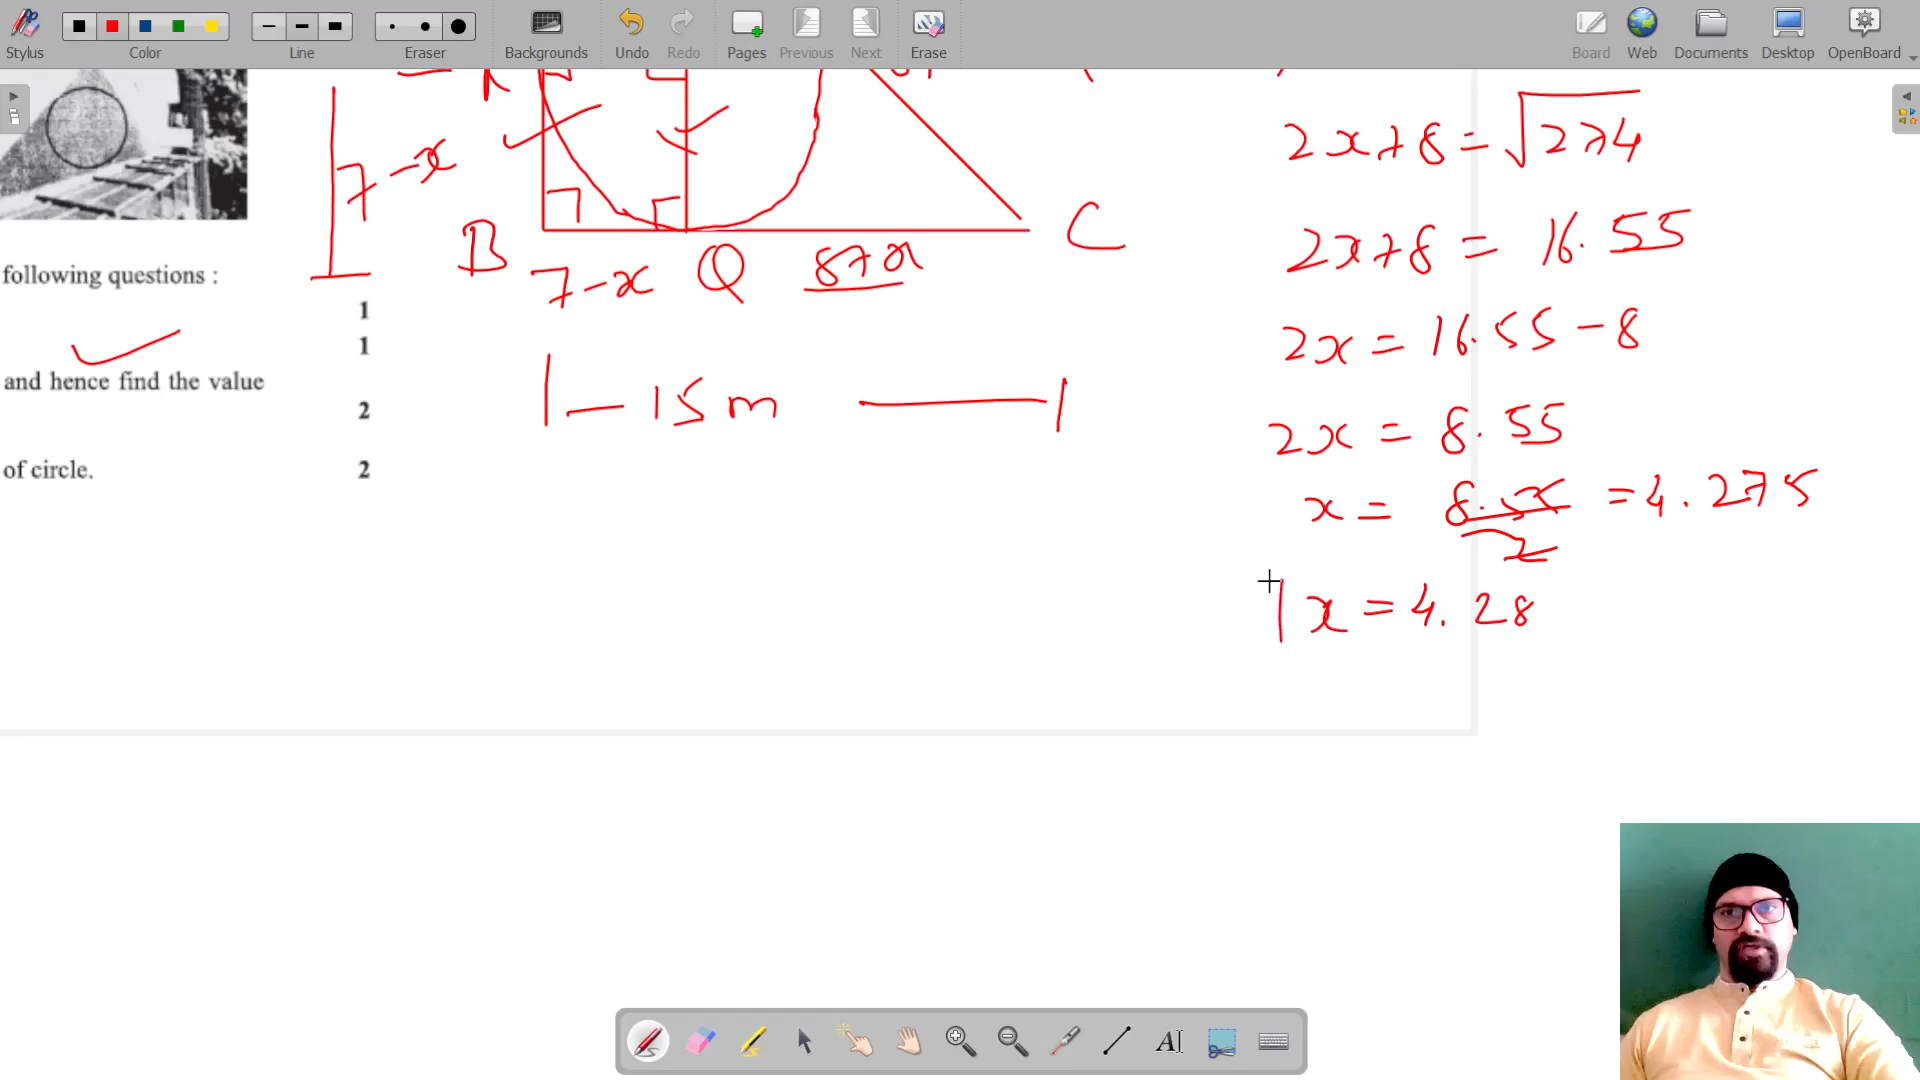 Stylus Color Line Eraser Backgrounds Undo Redo Pages Previous Next Erase Board Web Documents Desktop OpenBoard
7-x
B
7-x Q 8+x
C
15 m
following questions :
1
1
and hence find the value
2
of circle.
2
2x+8=√274
2x+8 = 16.55
2x = 16.55-8
2x = 8.55
x = 8.55/2 = 4.275
x = 4.28
AI